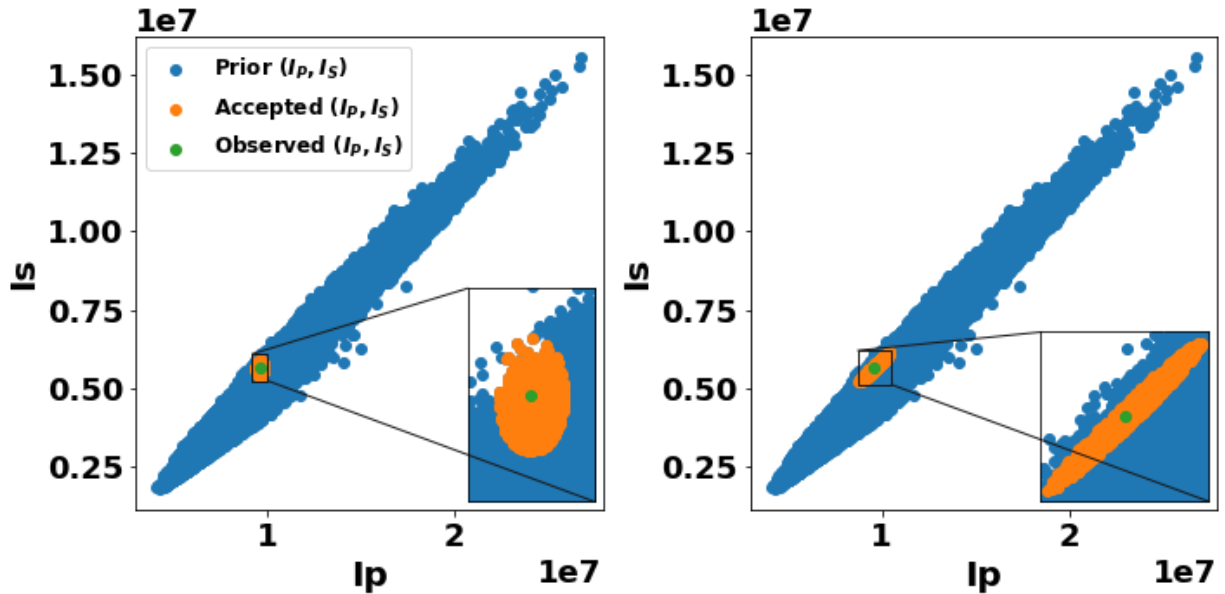 1e7
1.50
1.25
1.00
0.75
0.50
0.25
Is
Prior (I_P, I_S)
Accepted (I_P, I_S)
Observed (I_P, I_S)
1
2
Ip
1e7
1e7
1.50
1.25
1.00
0.75
0.50
0.25
Is
1
2
Ip
1e7